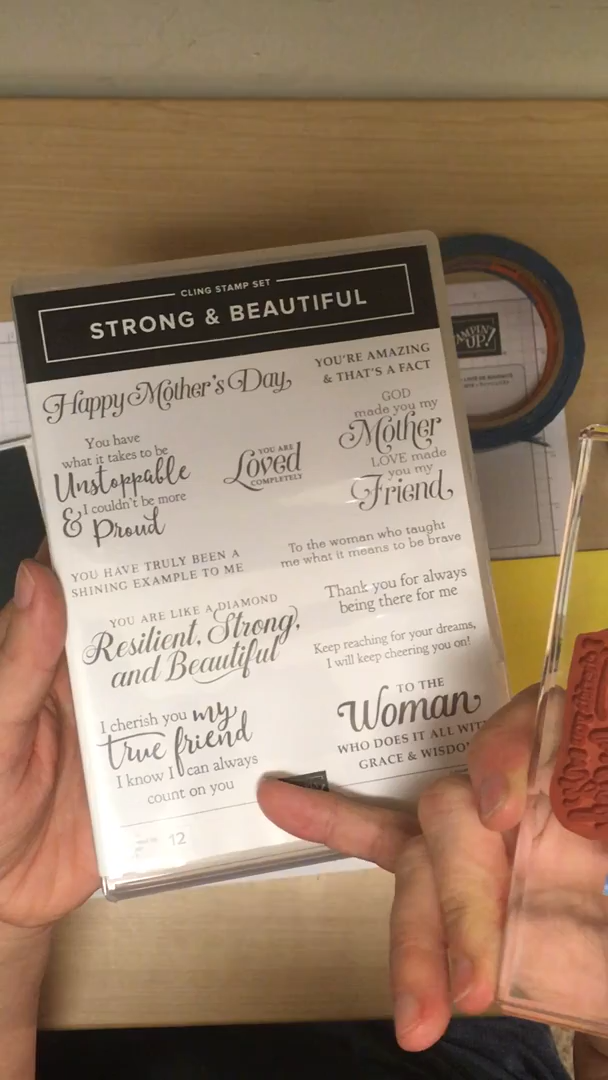 CLING STAMP SET
STRONG & BEAUTIFUL
Happy Mother's Day
YOU'RE AMAZING
& THAT'S A FACT
You have
what it takes to be
Unstoppable
I couldn't be more
& Proud
YOU ARE
Loved
COMPLETELY
GOD
made you my
Mother
LOVE made
you my
Friend
YOU HAVE TRULY BEEN A
SHINING EXAMPLE TO ME
To the woman who taught
me what it means to be brave
YOU ARE LIKE A DIAMOND
Resilient, Strong,
and Beautiful
Thank you for always
being there for me
Keep reaching for your dreams,
I will keep cheering you on!
I cherish you my
true friend
I know I can always
count on you
TO THE
Woman
WHO DOES IT ALL WIT
GRACE & WISDO
12
STAMPIN'
UP!